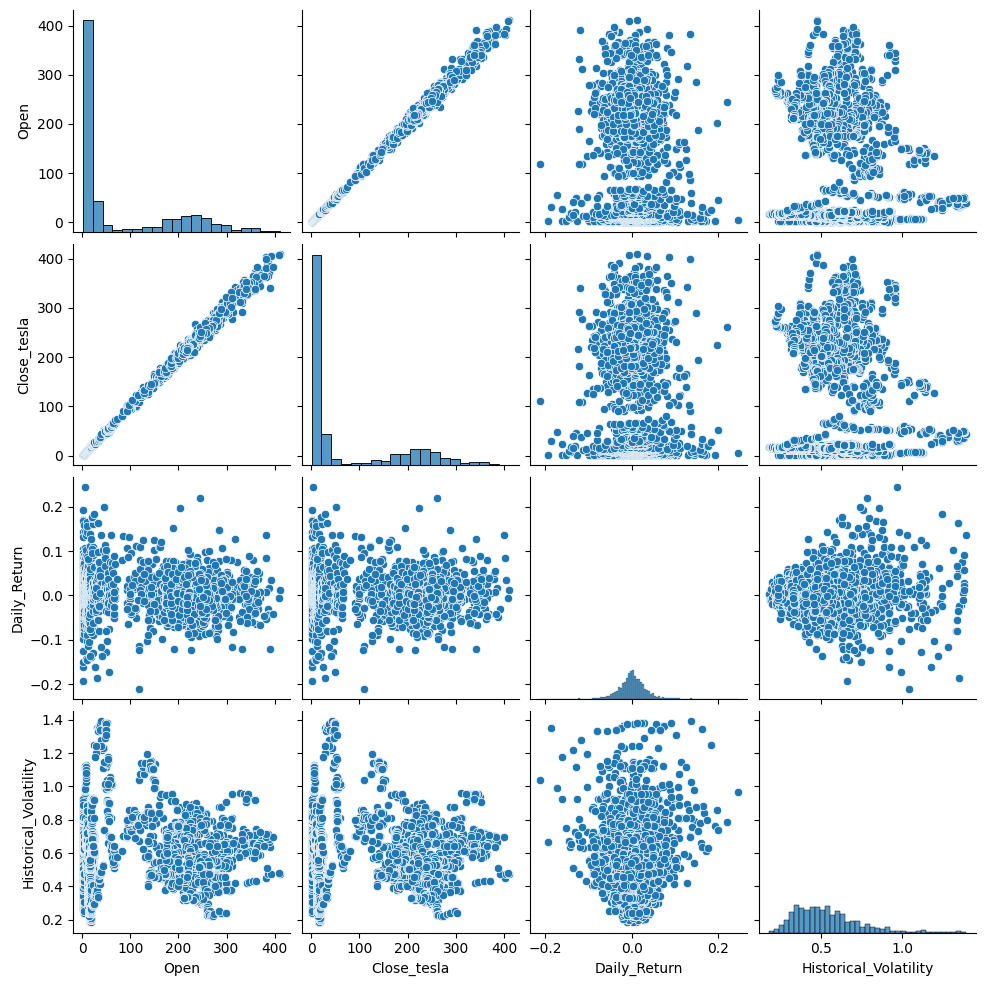 400
300
200
100
0
Open
400
300
200
100
0
Close_tesla
0.2
0.1
0.0
−0.1
−0.2
Daily_Return
1.4
1.2
1.0
0.8
0.6
0.4
0.2
Historical_Volatility
0 100 200 300 400
Open
0 100 200 300 400
Close_tesla
−0.2 0.0 0.2
Daily_Return
0.5 1.0
Historical_Volatility